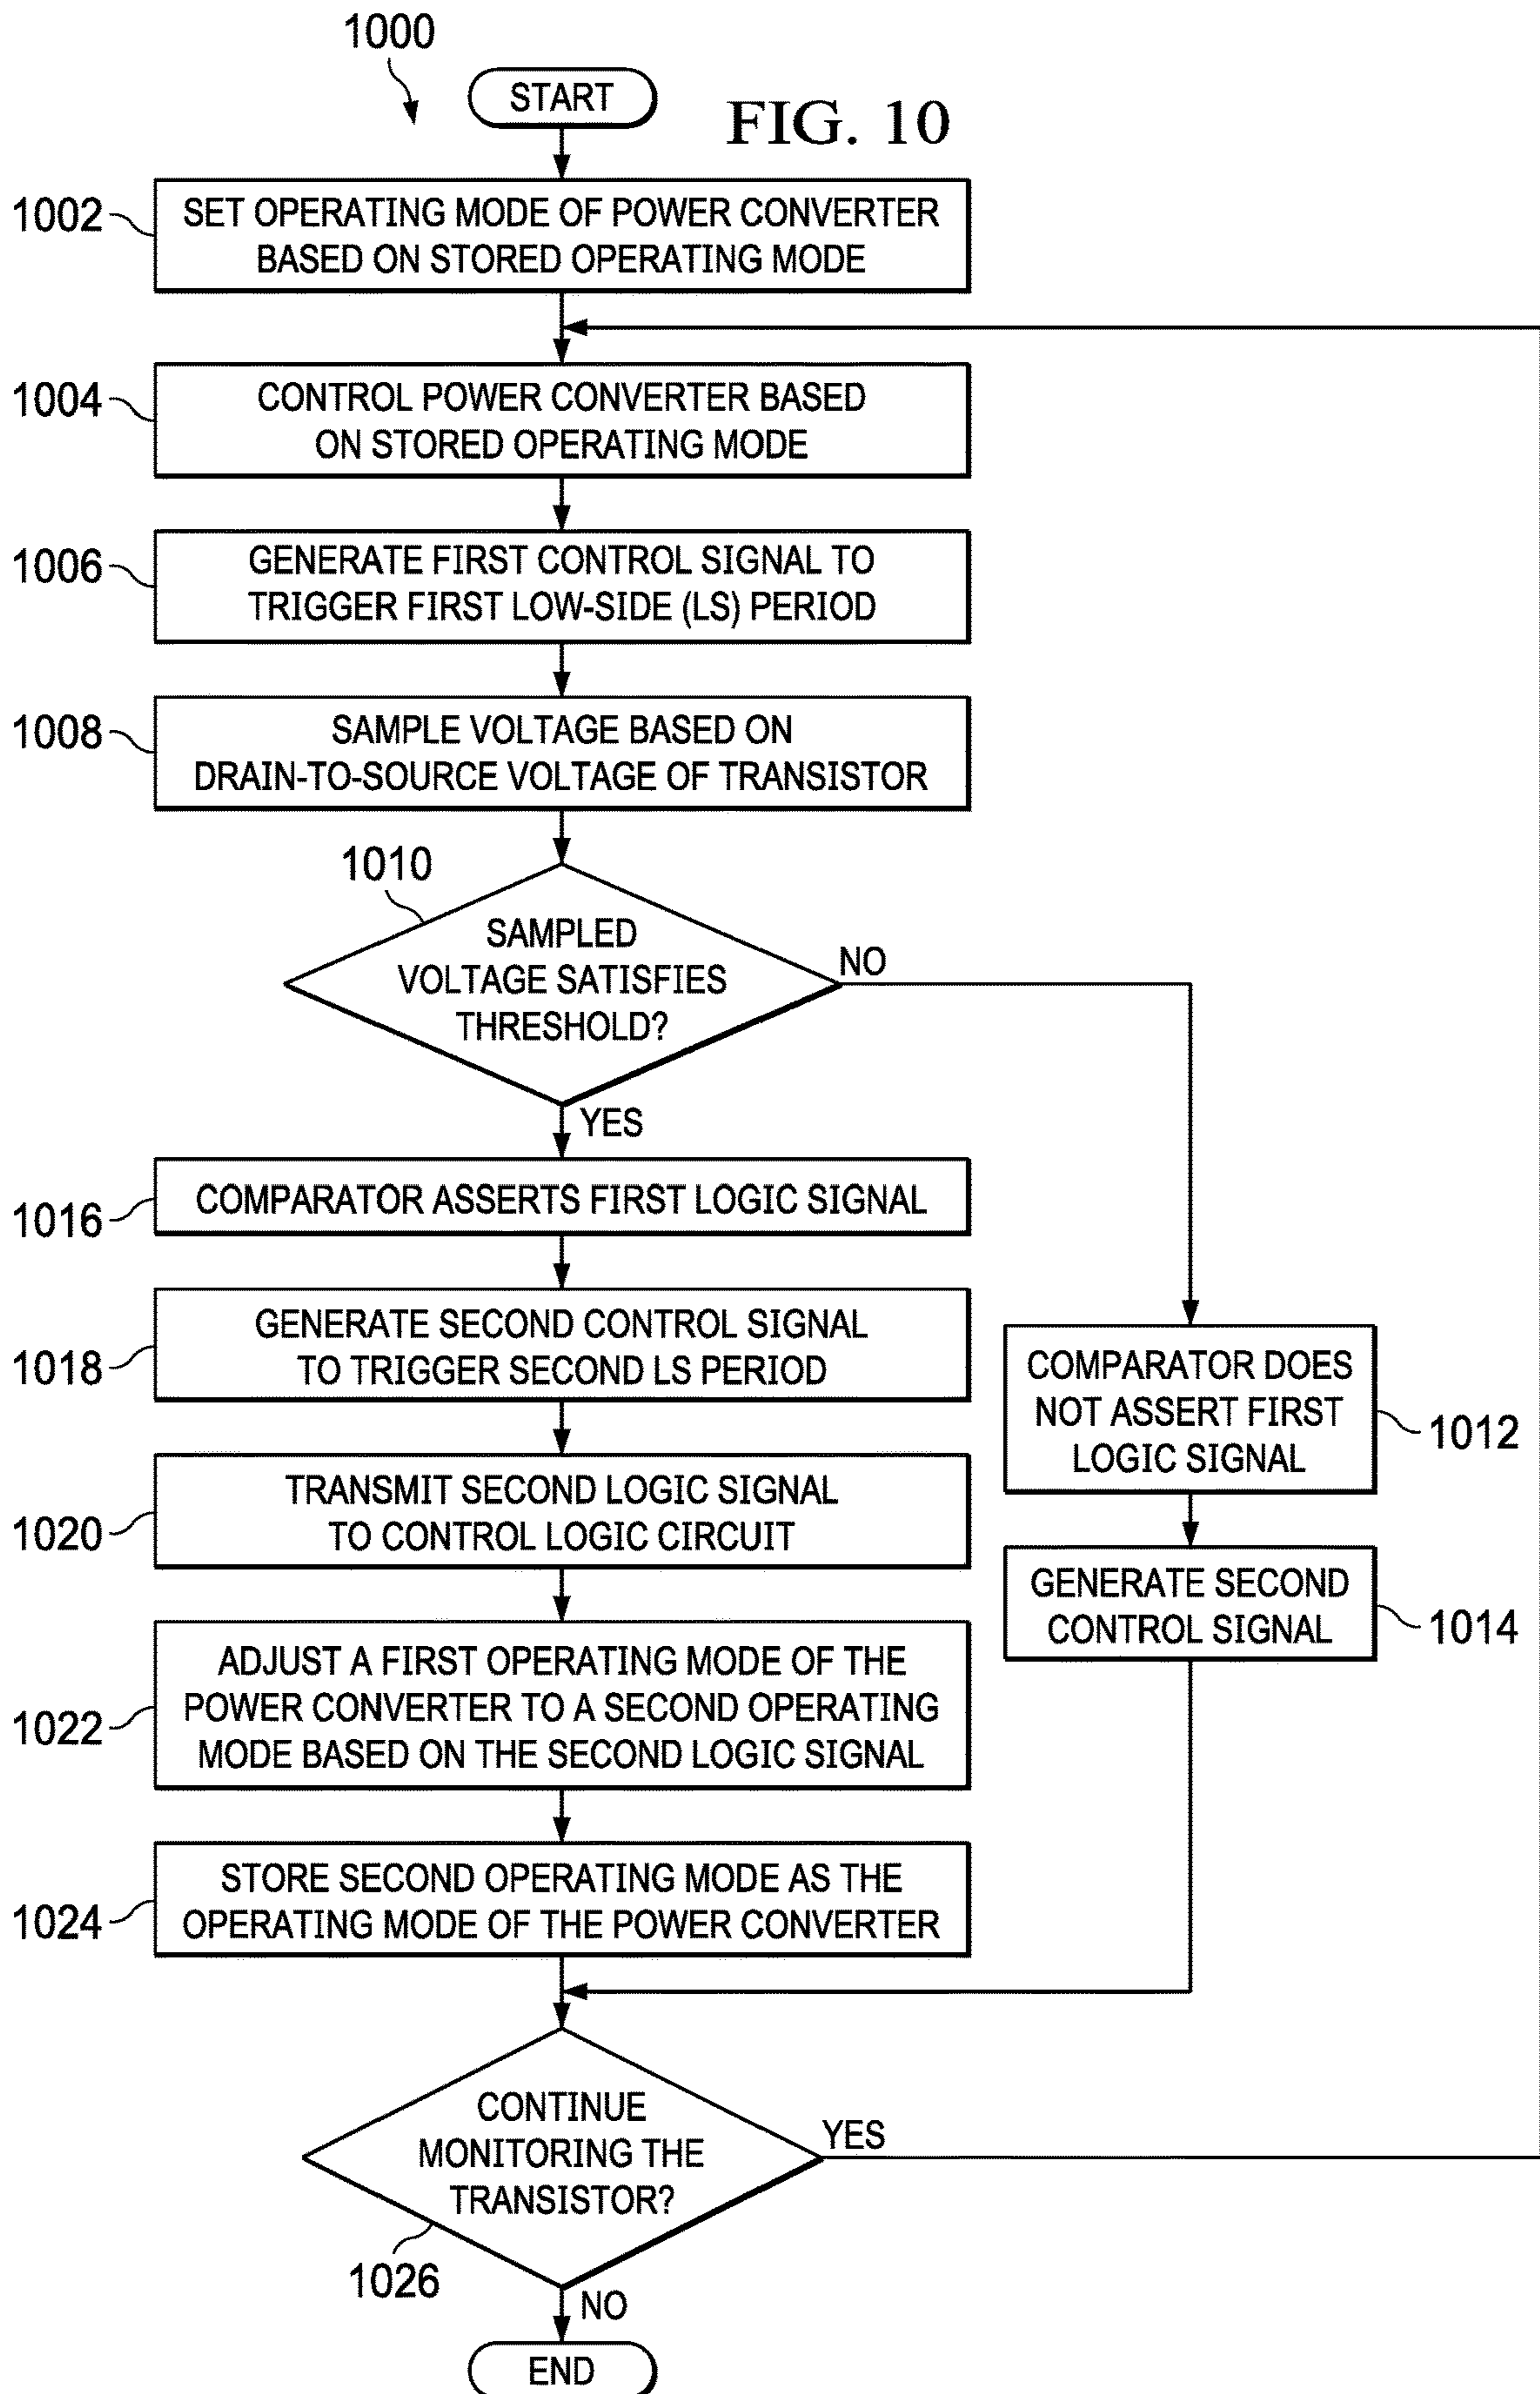 1000
START
FIG. 10
1002
SET OPERATING MODE OF POWER CONVERTER
BASED ON STORED OPERATING MODE
1004
CONTROL POWER CONVERTER BASED
ON STORED OPERATING MODE
1006
GENERATE FIRST CONTROL SIGNAL TO
TRIGGER FIRST LOW-SIDE (LS) PERIOD
1008
SAMPLE VOLTAGE BASED ON
DRAIN-TO-SOURCE VOLTAGE OF TRANSISTOR
1010
SAMPLED
VOLTAGE SATISFIES
THRESHOLD?
NO
YES
1016
COMPARATOR ASSERTS FIRST LOGIC SIGNAL
1018
GENERATE SECOND CONTROL SIGNAL
TO TRIGGER SECOND LS PERIOD
COMPARATOR DOES
NOT ASSERT FIRST
LOGIC SIGNAL
1012
1020
TRANSMIT SECOND LOGIC SIGNAL
TO CONTROL LOGIC CIRCUIT
GENERATE SECOND
CONTROL SIGNAL
1014
1022
ADJUST A FIRST OPERATING MODE OF THE
POWER CONVERTER TO A SECOND OPERATING
MODE BASED ON THE SECOND LOGIC SIGNAL
1024
STORE SECOND OPERATING MODE AS THE
OPERATING MODE OF THE POWER CONVERTER
CONTINUE
MONITORING THE
TRANSISTOR?
YES
1026
NO
END